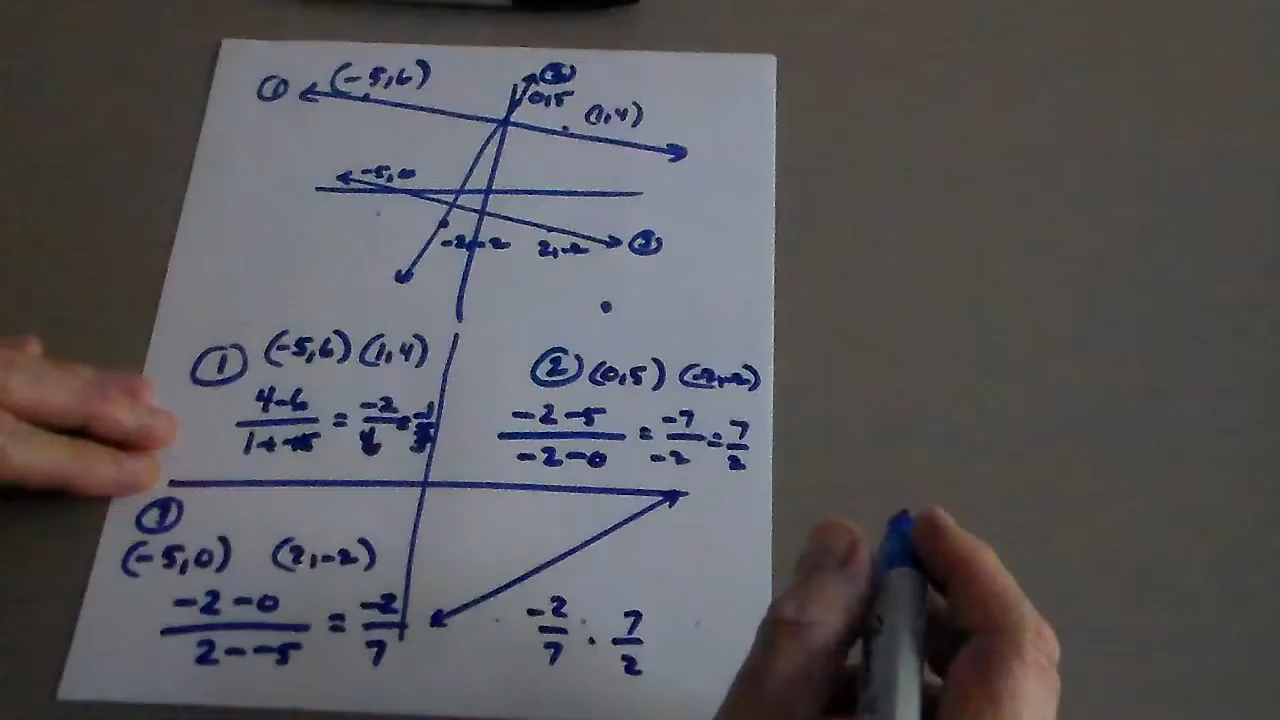 ① (-5,6) ②
0,5 (1,4)
-5,0
-2,-2 2,-2 ③
① (-5,6) (1,4)
4-6 / 1--5 = -2/6 = -1/3
② (0,5) (-2,-2)
-2-5 / -2-0 = -7/-2 = 7/2
③
(-5,0) (2,-2)
-2-0 / 2--5 = -2/7
-2/7 · 7/2